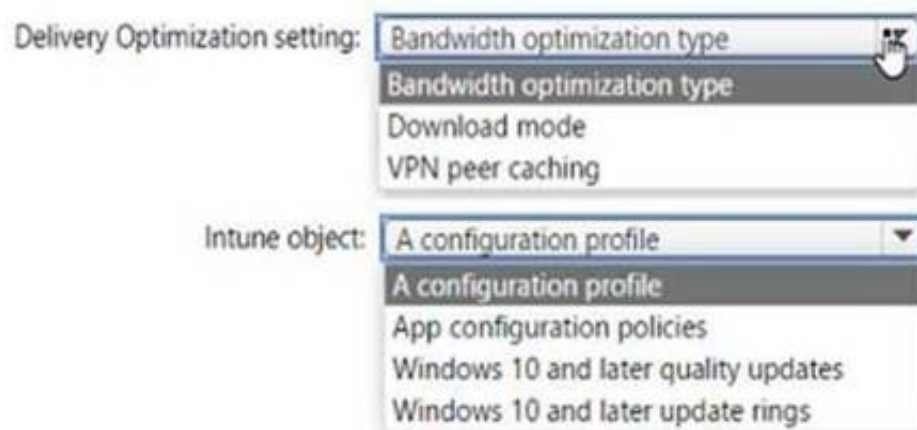 Delivery Optimization setting: Bandwidth optimization type
Bandwidth optimization type
Download mode
VPN peer caching
Intune object: A configuration profile
A configuration profile
App configuration policies
Windows 10 and later quality updates
Windows 10 and later update rings